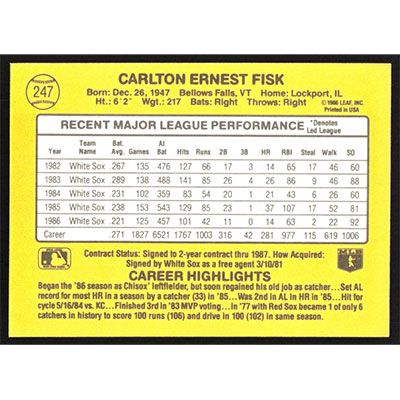 247
CARLTON ERNEST FISK
Born: Dec. 26, 1947 Bellows Falls, VT Home: Lockport, IL
Ht.: 6'2" Wgt.: 217 Bats: Right Throws: Right
©1986 LEAF, INC.
Printed in USA
RECENT MAJOR LEAGUE PERFORMANCE *Denotes Led League
Year Team Name Bat. Avg. Games At Bat Hits Runs 2B 3B HR RBI Steal Walk SO
1982 White Sox .267 135 476 127 66 17 3 14 65 17 46 60
1983 White Sox .289 138 488 141 85 26 4 26 86 9 46 88
1984 White Sox .231 102 359 83 54 20 1 21 43 6 26 60
1985 White Sox .238 153 543 129 85 23 1 37 107 17 52 81
1986 White Sox .221 125 457 101 42 11 0 14 63 2 22 92
Career .271 1827 6521 1767 1003 316 42 281 977 115 619 1006
Contract Status: Signed to 2-year contract thru 1987. How Acquired:
Signed by White Sox as a free agent 3/10/81
MLB
CAREER HIGHLIGHTS
Began the '86 season as Chisox' leftfielder, but soon regained his old job as catcher... Set AL
record for most HR in a season by a catcher (33) in '85... Was 2nd in AL in HR in '85... Hit for
cycle 5/16/84 vs. KC... Finished 3rd in '83 MVP voting... In '77 with Red Sox became 1 of only
6 catchers in history to score 100 runs (106) and drive in 100 (102) in same season.